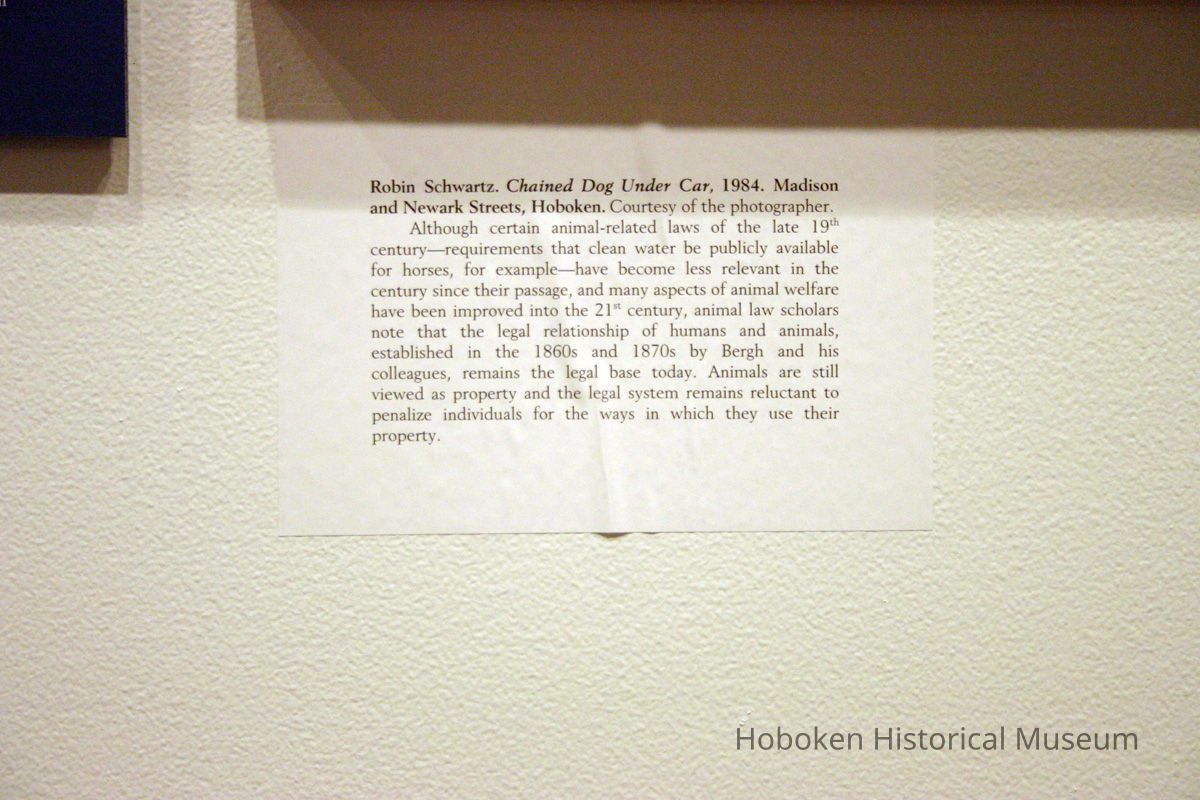 Robin Schwartz. Chained Dog Under Car, 1984. Madison
and Newark Streets, Hoboken. Courtesy of the photographer.
Although certain animal-related laws of the late 19th
century—requirements that clean water be publicly available
for horses, for example—have become less relevant in the
century since their passage, and many aspects of animal welfare
have been improved into the 21st century, animal law scholars
note that the legal relationship of humans and animals,
established in the 1860s and 1870s by Bergh and his
colleagues, remains the legal base today. Animals are still
viewed as property and the legal system remains reluctant to
penalize individuals for the ways in which they use their
property.
Hoboken Historical Museum